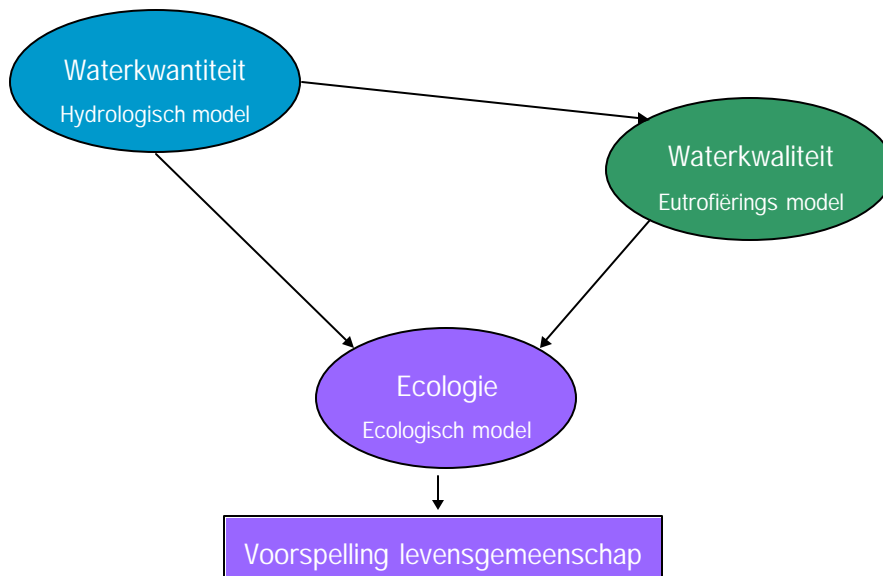 Waterkwantiteit
Hydrologisch model
Waterkwaliteit
Eutrofiërings model
Ecologie
Ecologisch model
Voorspelling levensgemeenschap